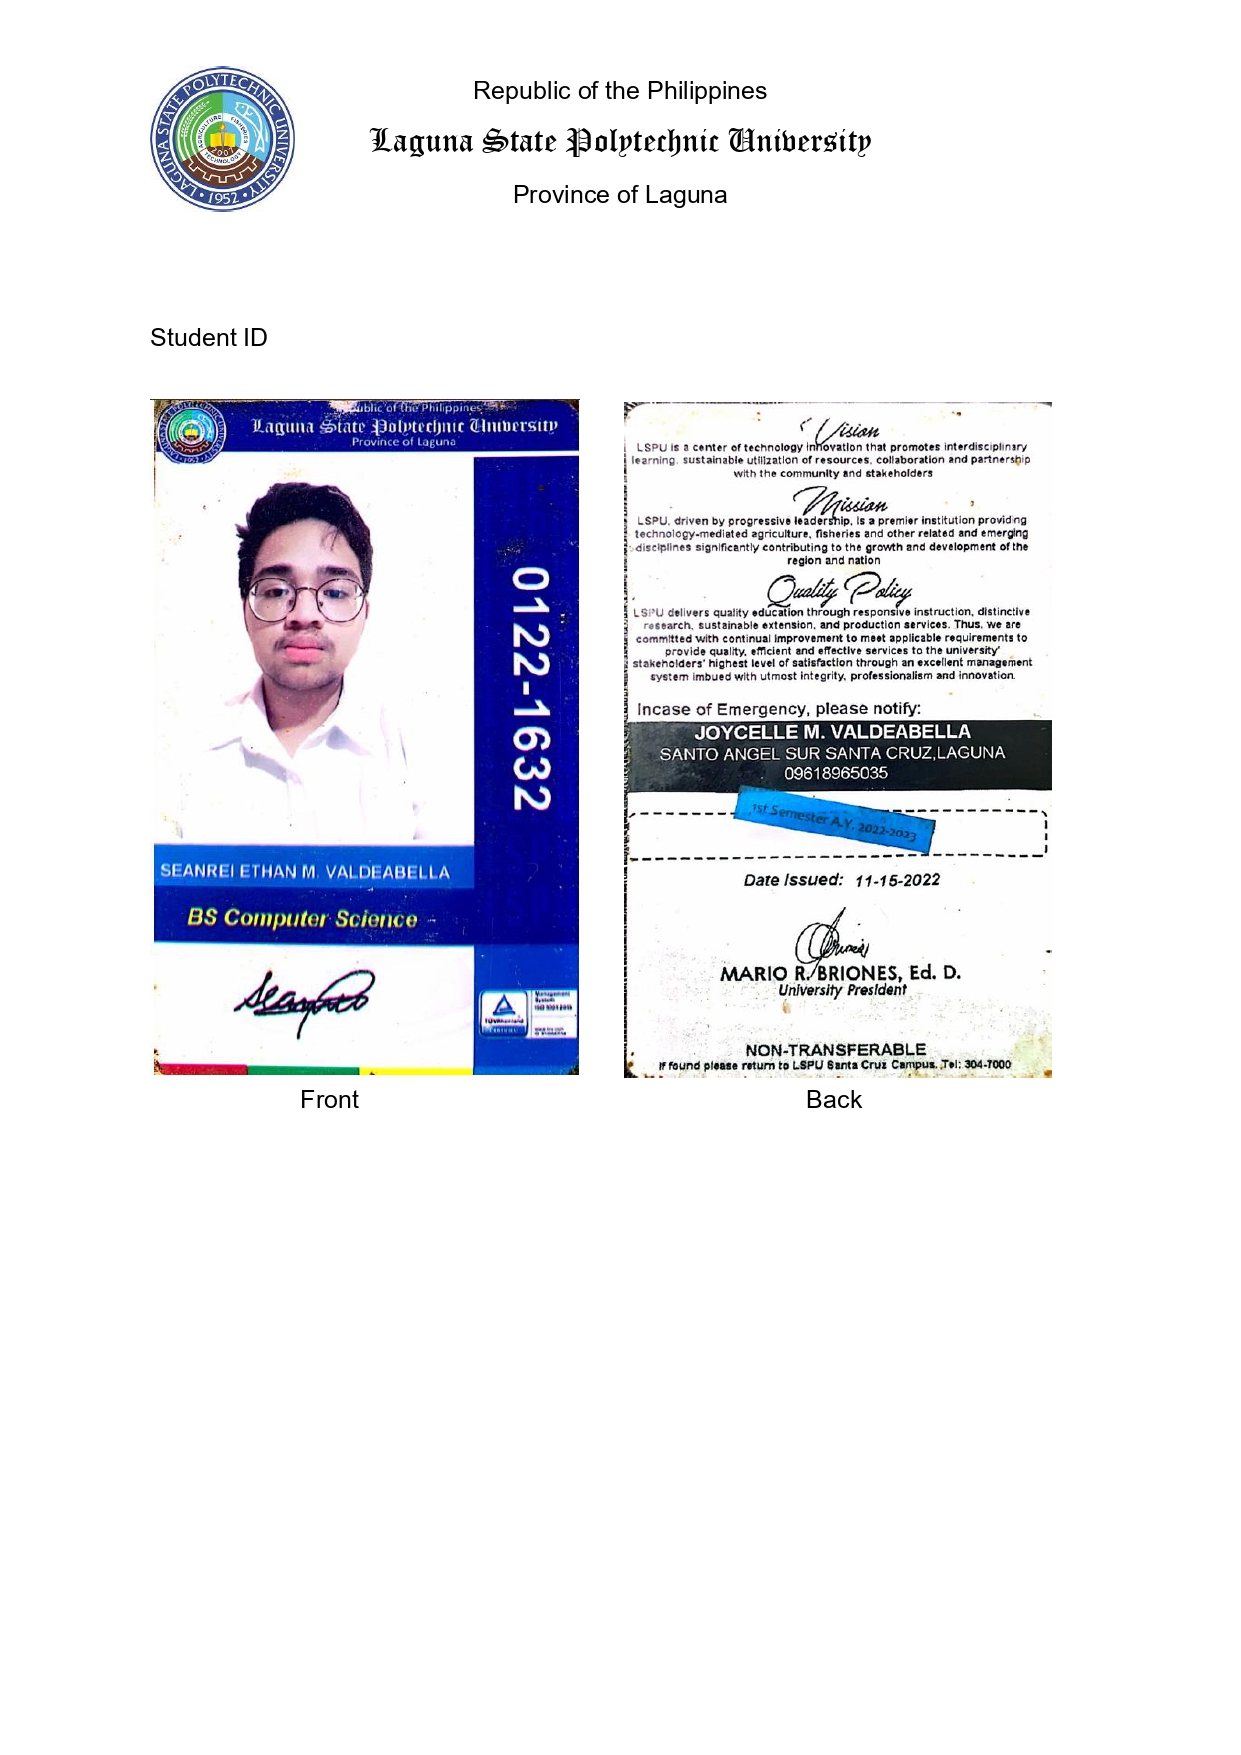 LAGUNA STATE POLYTECHNIC UNIVERSITY
AGRICULTURE FISHERIES
TECHNOLOGY
2007
1952
Republic of the Philippines
Laguna State Polytechnic University
Province of Laguna
Student ID
Republic of the Philippines
Laguna State Polytechnic University
Province of Laguna
0122-1632
SEANREI ETHAN M. VALDEABELLA
BS Computer Science
Management
System
ISO 9001:2015
Front
Vision
LSPU is a center of technology innovation that promotes interdisciplinary
learning, sustainable utilization of resources, collaboration and partnership
with the community and stakeholders
Mission
LSPU, driven by progressive leadership, is a premier institution providing
technology-mediated agriculture, fisheries and other related and emerging
disciplines significantly contributing to the growth and development of the
region and nation
Quality Policy
LSPU delivers quality education through responsive instruction, distinctive
research, sustainable extension, and production services. Thus, we are
committed with continual improvement to meet applicable requirements to
provide quality, efficient and effective services to the university'
stakeholders' highest level of satisfaction through an excellent management
system imbued with utmost integrity, professionalism and innovation.
Incase of Emergency, please notify:
JOYCELLE M. VALDEABELLA
SANTO ANGEL SUR SANTA CRUZ,LAGUNA
09618965035
1st Semester A.Y. 2022-2023
Date Issued: 11-15-2022
MARIO R. BRIONES, Ed. D.
University President
NON-TRANSFERABLE
If found please return to LSPU Santa Cruz Campus. Tel: 304-7000
Back